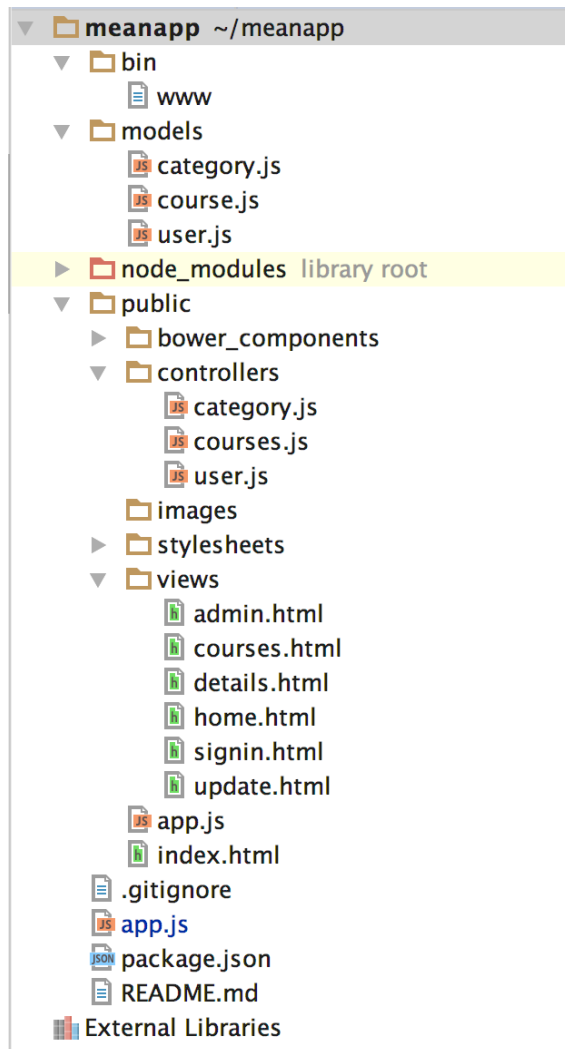 meanapp ~/meanapp
bin
www
models
category.js
course.js
user.js
node_modules library root
public
bower_components
controllers
category.js
courses.js
user.js
images
stylesheets
views
admin.html
courses.html
details.html
home.html
signin.html
update.html
app.js
index.html
.gitignore
app.js
package.json
README.md
External Libraries